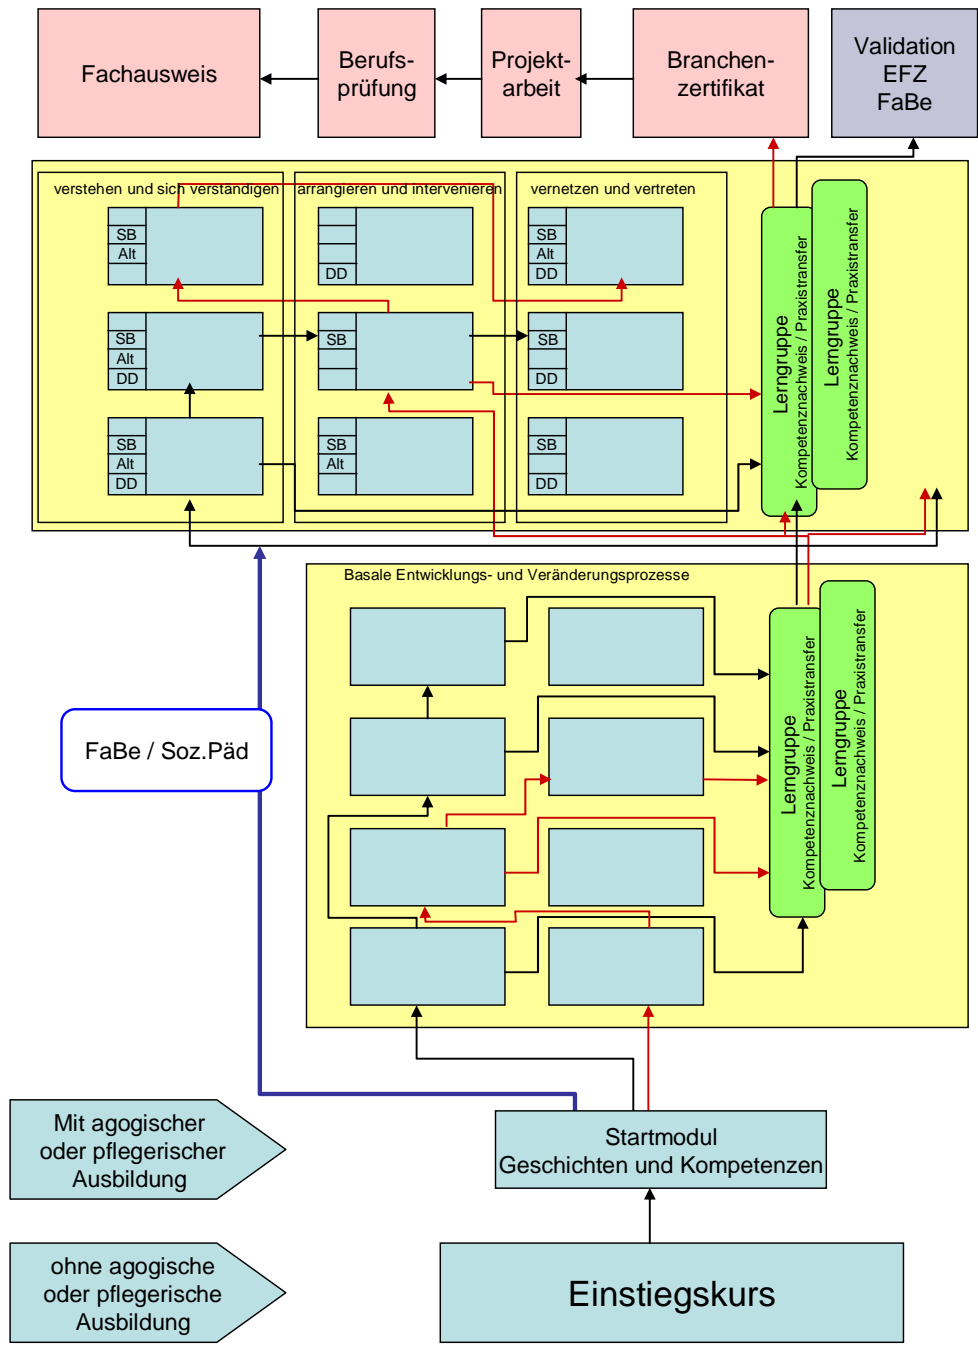 Fachausweis
Berufs-
prüfung
Projekt-
arbeit
Branchen-
zertifikat
Validation
EFZ
FaBe
verstehen und sich verständigen
arrangieren und intervenieren
vernetzen und vertreten
SB
Alt
DD
SB
Alt
DD
SB
Alt
DD
SB
DD
SB
SB
Alt
SB
DD
SB
DD
Lerngruppe
Kompetenznachweis / Praxistransfer
Lerngruppe
Kompetenznachweis / Praxistransfer
Basale Entwicklungs- und Veränderungsprozesse
Lerngruppe
Kompetenznachweis / Praxistransfer
Lerngruppe
Kompetenznachweis / Praxistransfer
FaBe / Soz.Päd
Mit agogischer
oder pflegerischer
Ausbildung
Startmodul
Geschichten und Kompetenzen
ohne agogische
oder pflegerische
Ausbildung
Einstiegskurs